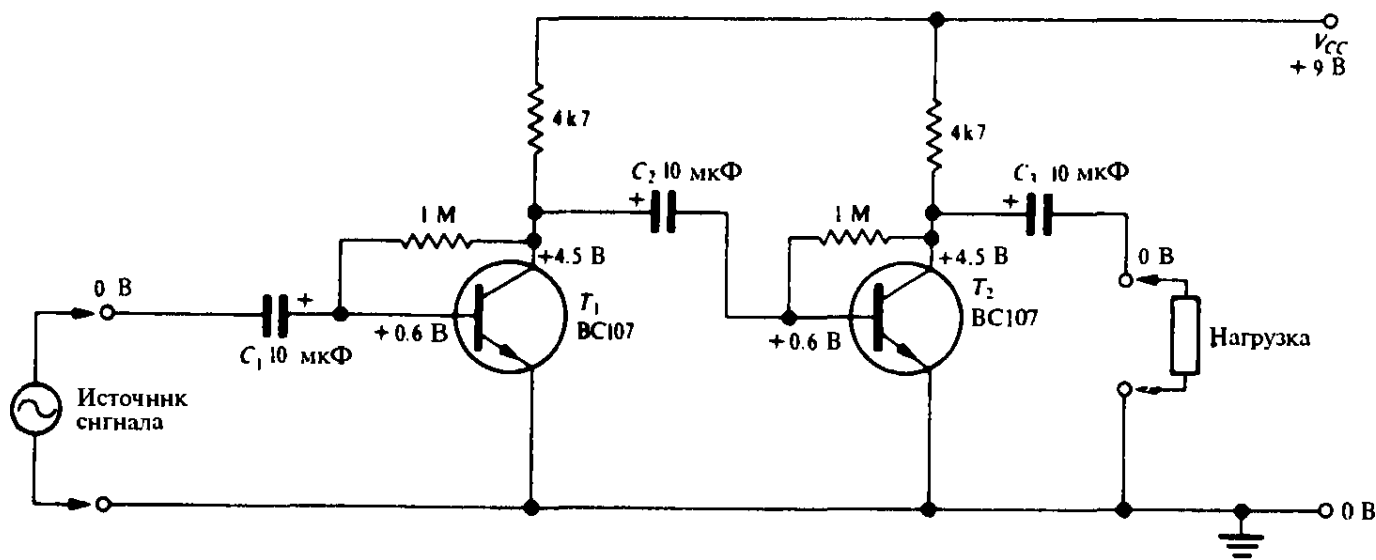 V_CC
+ 9 В
4k7
4k7
C₂ 10 мкФ
C₃ 10 мкФ
1 М
1 М
+4.5 В
+4.5 В
0 В
0 В
T₁
BC107
T₂
BC107
+0.6 В
+0.6 В
C₁ 10 мкФ
Нагрузка
Источник
сигнала
0 В
+
+
+